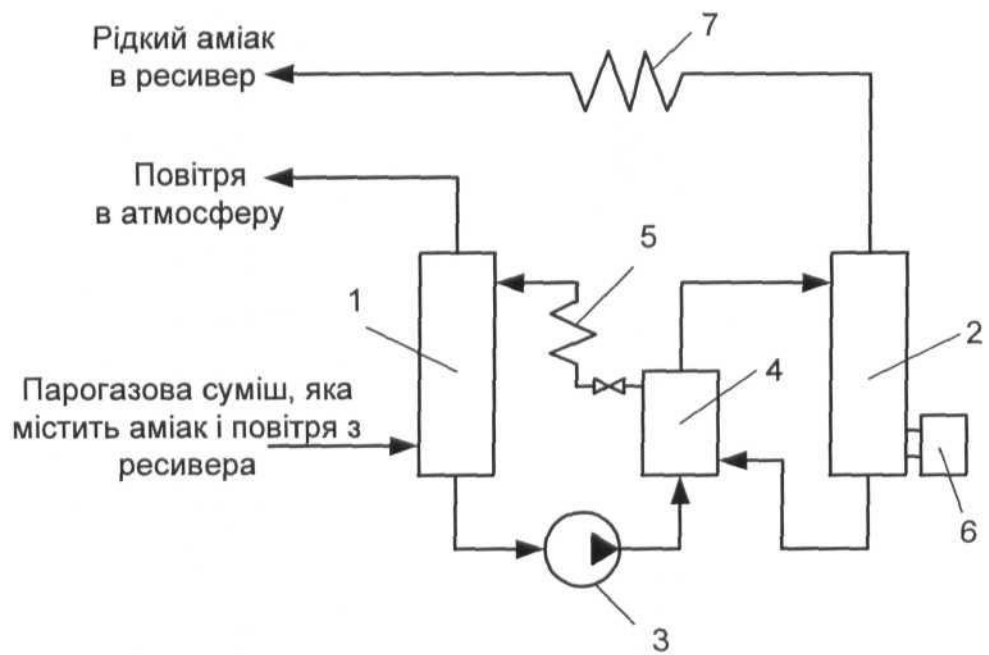 Рідкий аміак
в ресивер
7
Повітря
в атмосферу
5
1
4
2
Парогазова суміш, яка
містить аміак і повітря з
ресивера
6
3